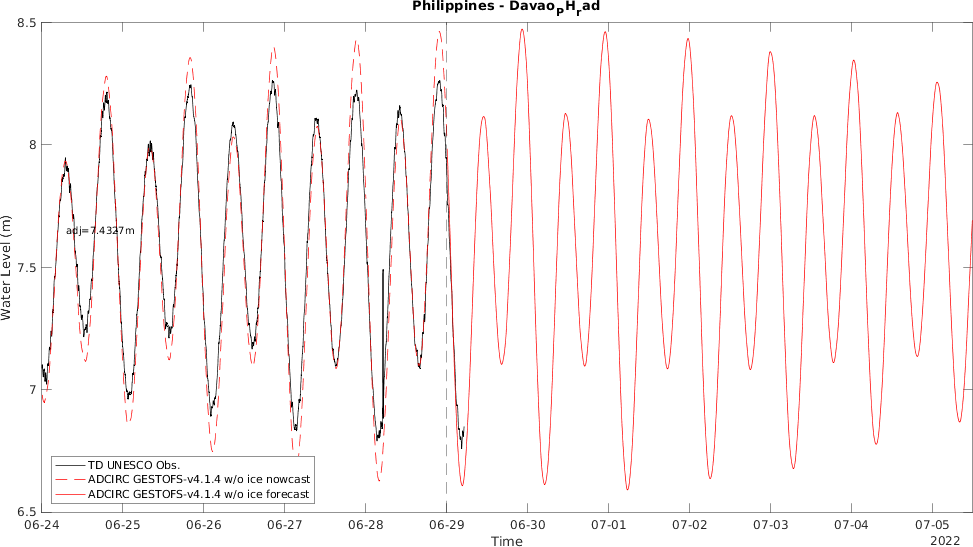 Philippines - DavaoPHrad
8.5
8
7.5
7
6.5
Water Level (m)
adj=7.4327m
TD UNESCO Obs.
ADCIRC GESTOFS-v4.1.4 w/o ice nowcast
ADCIRC GESTOFS-v4.1.4 w/o ice forecast
06-24 06-25 06-26 06-27 06-28 06-29 06-30 07-01 07-02 07-03 07-04 07-05
Time
2022